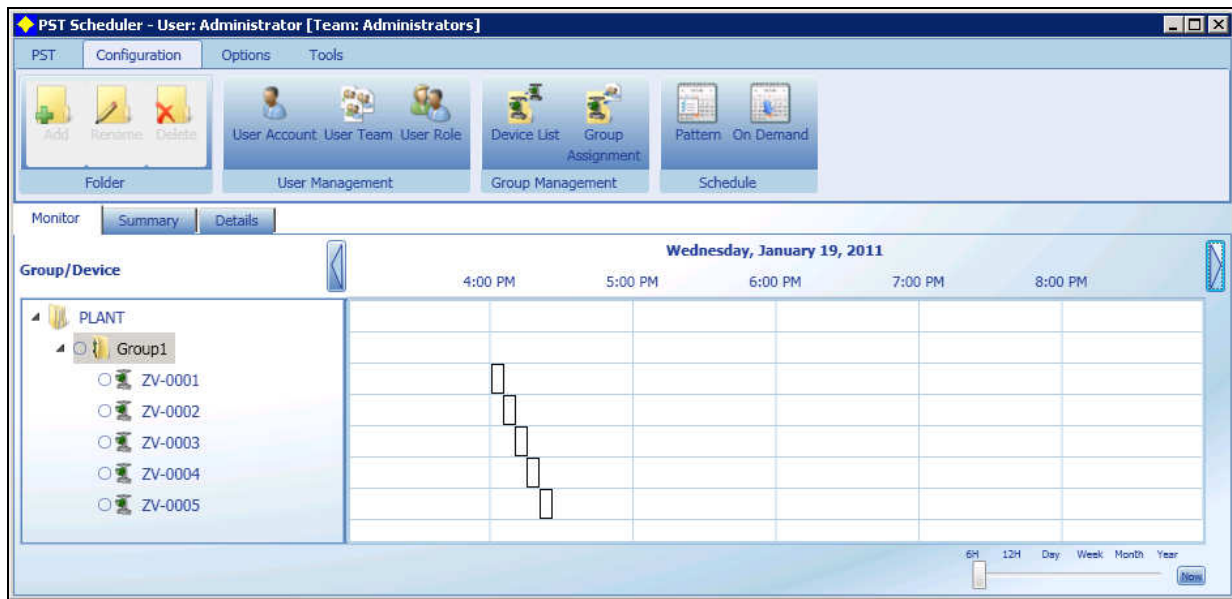 PST Scheduler - User: Administrator [Team: Administrators]
PST Configuration Options Tools
Add Rename Delete User Account User Team User Role Device List Group Assignment Pattern On Demand
Folder User Management Group Management Schedule
Monitor Summary Details
Wednesday, January 19, 2011
Group/Device
4:00 PM 5:00 PM 6:00 PM 7:00 PM 8:00 PM
PLANT
Group1
ZV-0001
ZV-0002
ZV-0003
ZV-0004
ZV-0005
6H 12H Day Week Month Year
Now